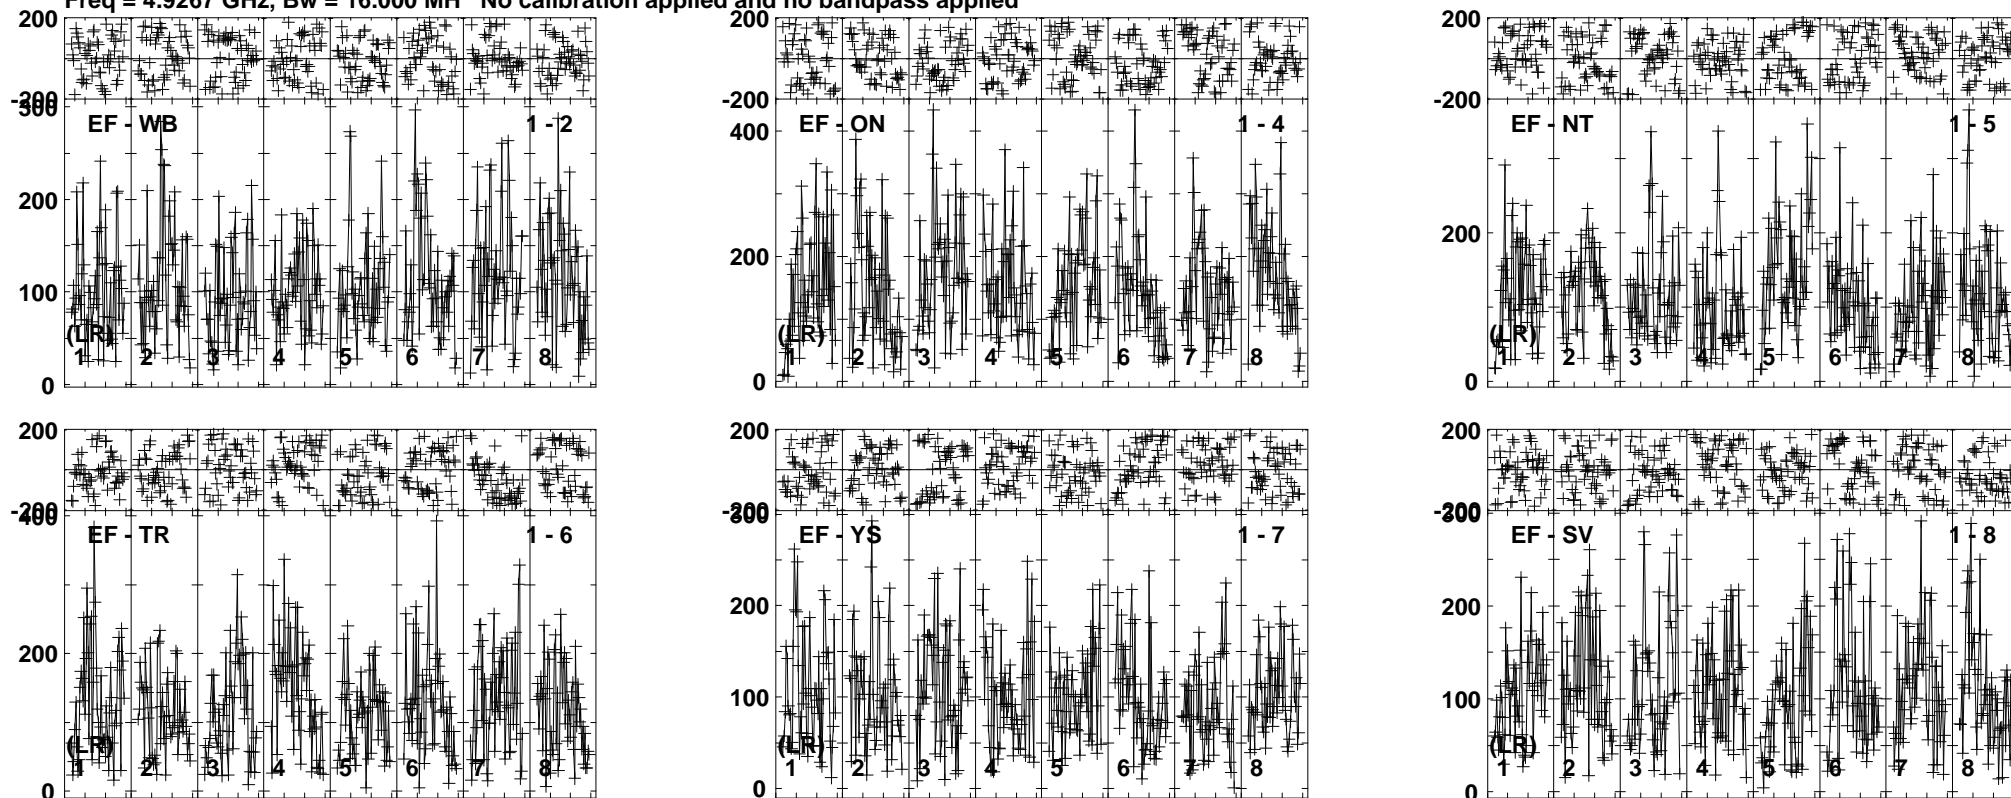 Freq = 4.9267 GHz, Bw = 16.000 MH No calibration applied and no bandpass applied
200
-200
300
200
100
0
EF - WB
1 - 2
(LR)
1 2 3 4 5 6 7 8
200
-200
400
200
0
EF - ON
1 - 4
(LR)
1 2 3 4 5 6 7 8
200
-200
200
0
EF - NT
1 - 5
(LR)
1 2 3 4 5 6 7 8
200
-200
400
200
0
EF - TR
1 - 6
(LR)
1 2 3 4 5 6 7 8
200
-200
300
200
100
0
EF - YS
1 - 7
(LR)
1 2 3 4 5 6 7 8
200
-200
300
200
100
0
EF - SV
1 - 8
(LR)
1 2 3 4 5 6 7 8